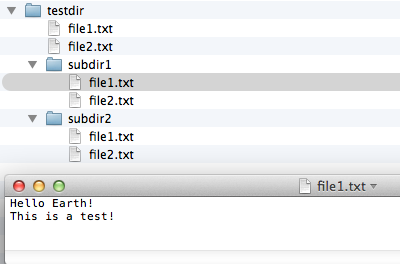 testdir
file1.txt
file2.txt
subdir1
file1.txt
file2.txt
subdir2
file1.txt
file2.txt
file1.txt
Hello Earth!
This is a test!